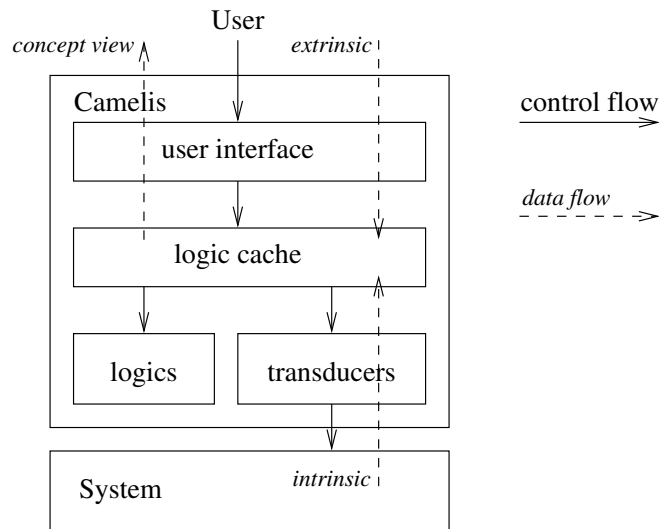 User
concept view
extrinsic
Camelis
control flow
user interface
data flow
logic cache
logics
transducers
intrinsic
System